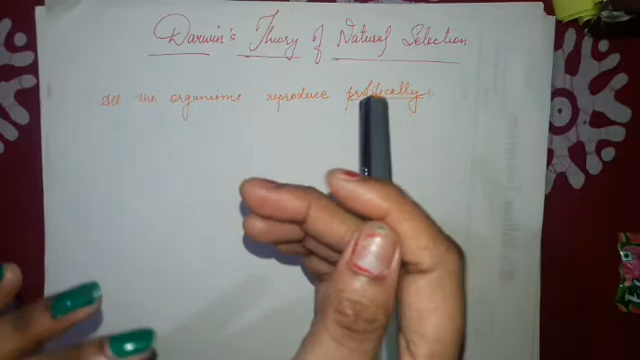 Darwin's Theory of Natural Selection
All the organisms reproduce prolifically.